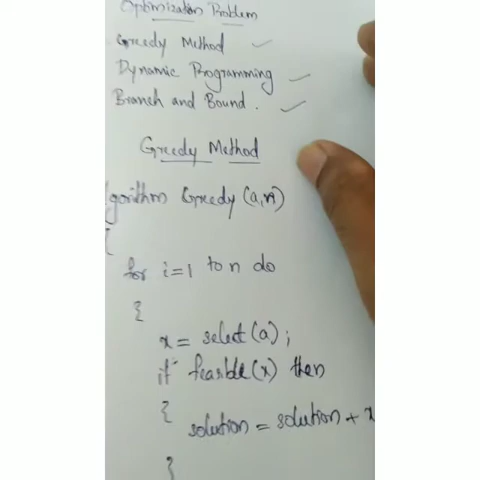 Optimization Problem
Greedy Method
Dynamic Programming
Branch and Bound.
Greedy Method
lgorithm Greedy (a,n)
{
for i=1 to n do
{
x = select(a);
if feasible(x) then
{
solution = solution + x
}